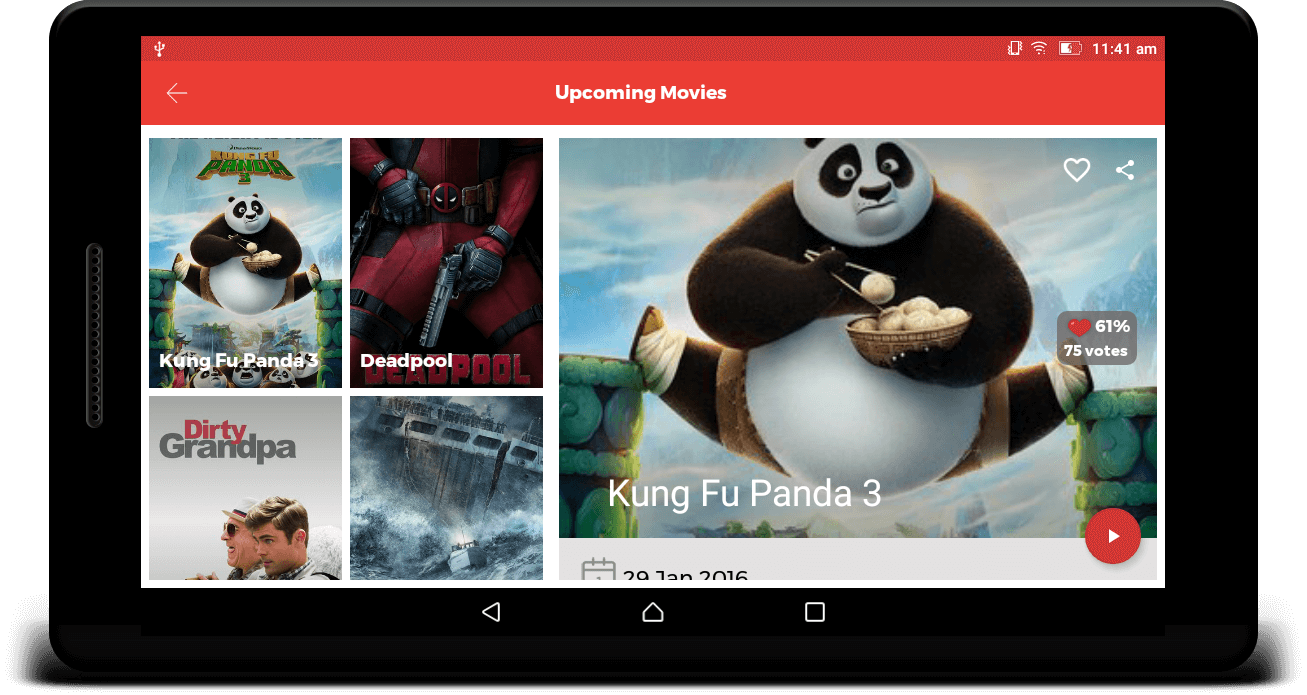 11:41 am
Upcoming Movies
KUNG FU
PANDA
3
Kung Fu Panda 3
DEADPOOL
Deadpool
Dirty
Grandpa
61%
75 votes
Kung Fu Panda 3
29 Jan 2016